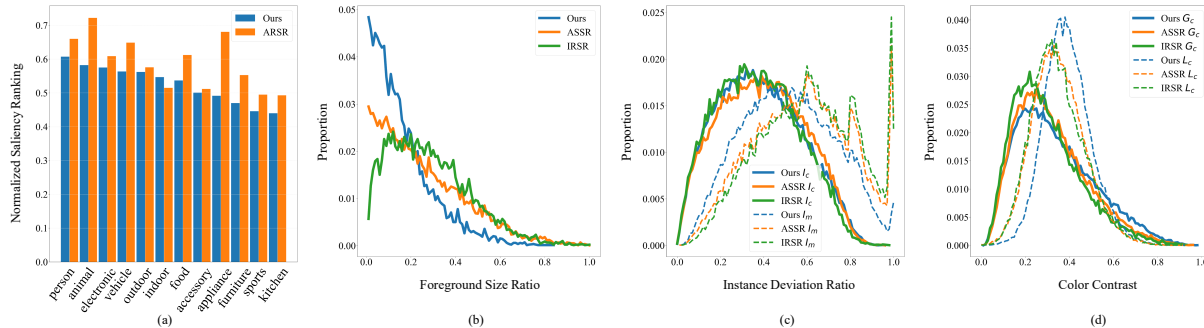 Normalized Saliency Ranking
0.7
0.6
0.5
0.4
0.3
0.2
0.1
0.0
Ours
ARSR
person
animal
electronic
vehicle
outdoor
indoor
food
accessory
appliance
furniture
sports
kitchen
(a)
Proportion
0.05
0.04
0.03
0.02
0.01
0.00
Ours
ASSR
IRSR
0.0 0.2 0.4 0.6 0.8 1.0
Foreground Size Ratio
(b)
Proportion
0.025
0.020
0.015
0.010
0.005
0.000
Ours I_c
ASSR I_c
IRSR I_c
Ours I_m
ASSR I_m
IRSR I_m
0.0 0.2 0.4 0.6 0.8 1.0
Instance Deviation Ratio
(c)
Proportion
0.040
0.035
0.030
0.025
0.020
0.015
0.010
0.005
0.000
Ours G_c
ASSR G_c
IRSR G_c
Ours L_c
ASSR L_c
IRSR L_c
0.0 0.2 0.4 0.6 0.8 1.0
Color Contrast
(d)